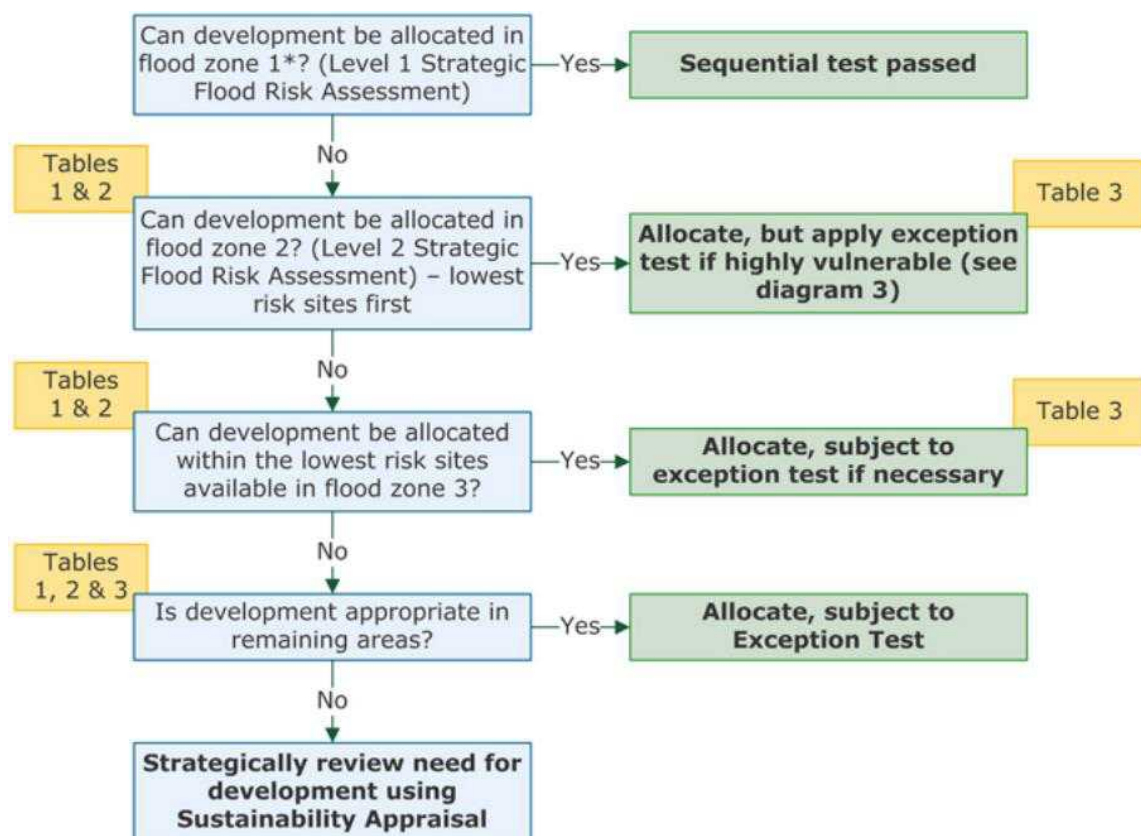 Can development be allocated in
flood zone 1*? (Level 1 Strategic
Flood Risk Assessment)
Yes
Sequential test passed
No
Tables
1 & 2
Can development be allocated in
flood zone 2? (Level 2 Strategic
Flood Risk Assessment) – lowest
risk sites first
Yes
Table 3
Allocate, but apply exception
test if highly vulnerable (see
diagram 3)
No
Tables
1 & 2
Can development be allocated
within the lowest risk sites
available in flood zone 3?
Yes
Table 3
Allocate, subject to
exception test if necessary
No
Tables
1, 2 & 3
Is development appropriate in
remaining areas?
Yes
Allocate, subject to
Exception Test
No
Strategically review need for
development using
Sustainability Appraisal